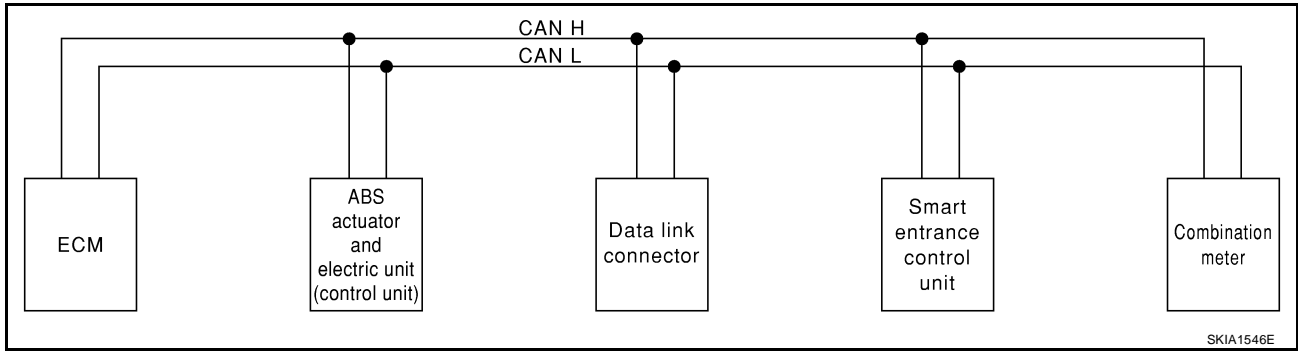 CAN H
CAN L
ECM
ABS
actuator
and
electric unit
(control unit)
Data link
connector
Smart
entrance
control
unit
Combination
meter
SKIA1546E